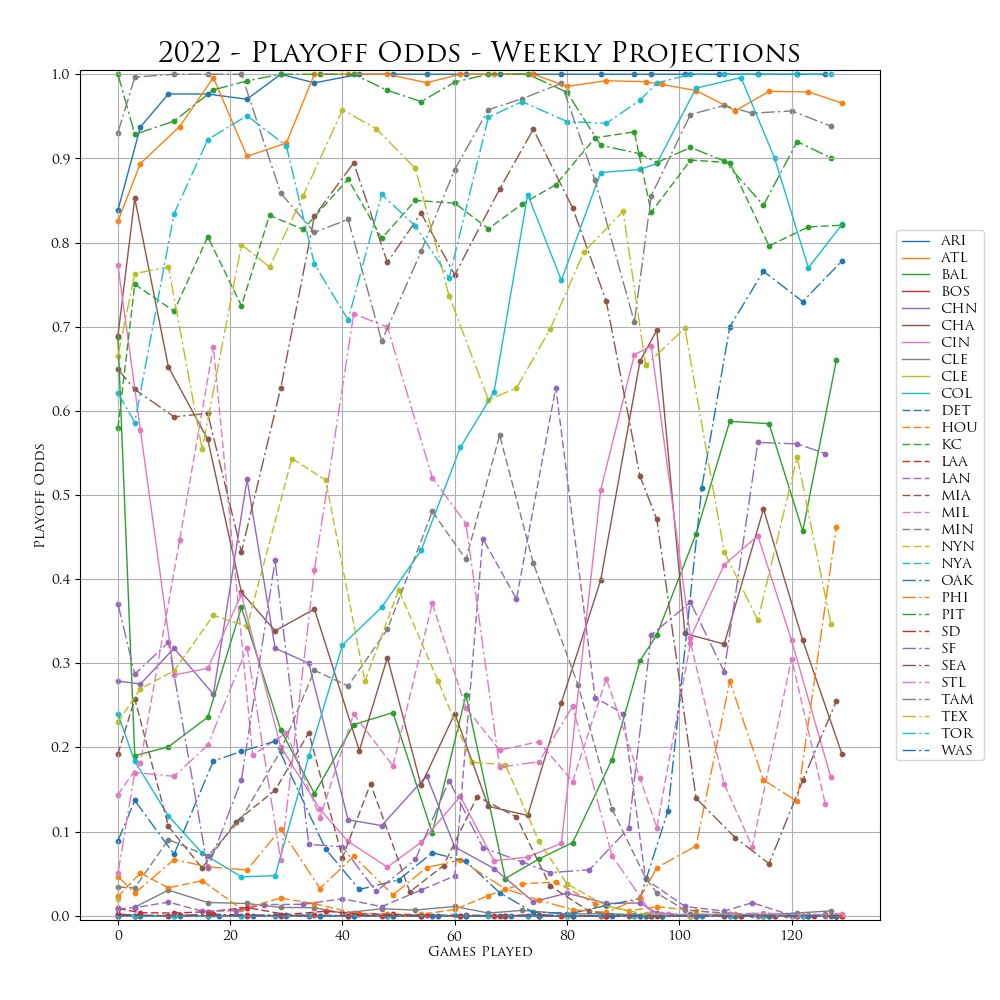 2022 - Playoff Odds - Weekly Projections
1.0
0.9
0.8
0.7
0.6
0.5
0.4
0.3
0.2
0.1
0.0
Playoff Odds
0 20 40 60 80 100 120
Games Played
ARI
ATL
BAL
BOS
CHN
CHA
CIN
CLE
CLE
COL
DET
HOU
KC
LAA
LAN
MIA
MIL
MIN
NYN
NYA
OAK
PHI
PIT
SD
SF
SEA
STL
TAM
TEX
TOR
WAS